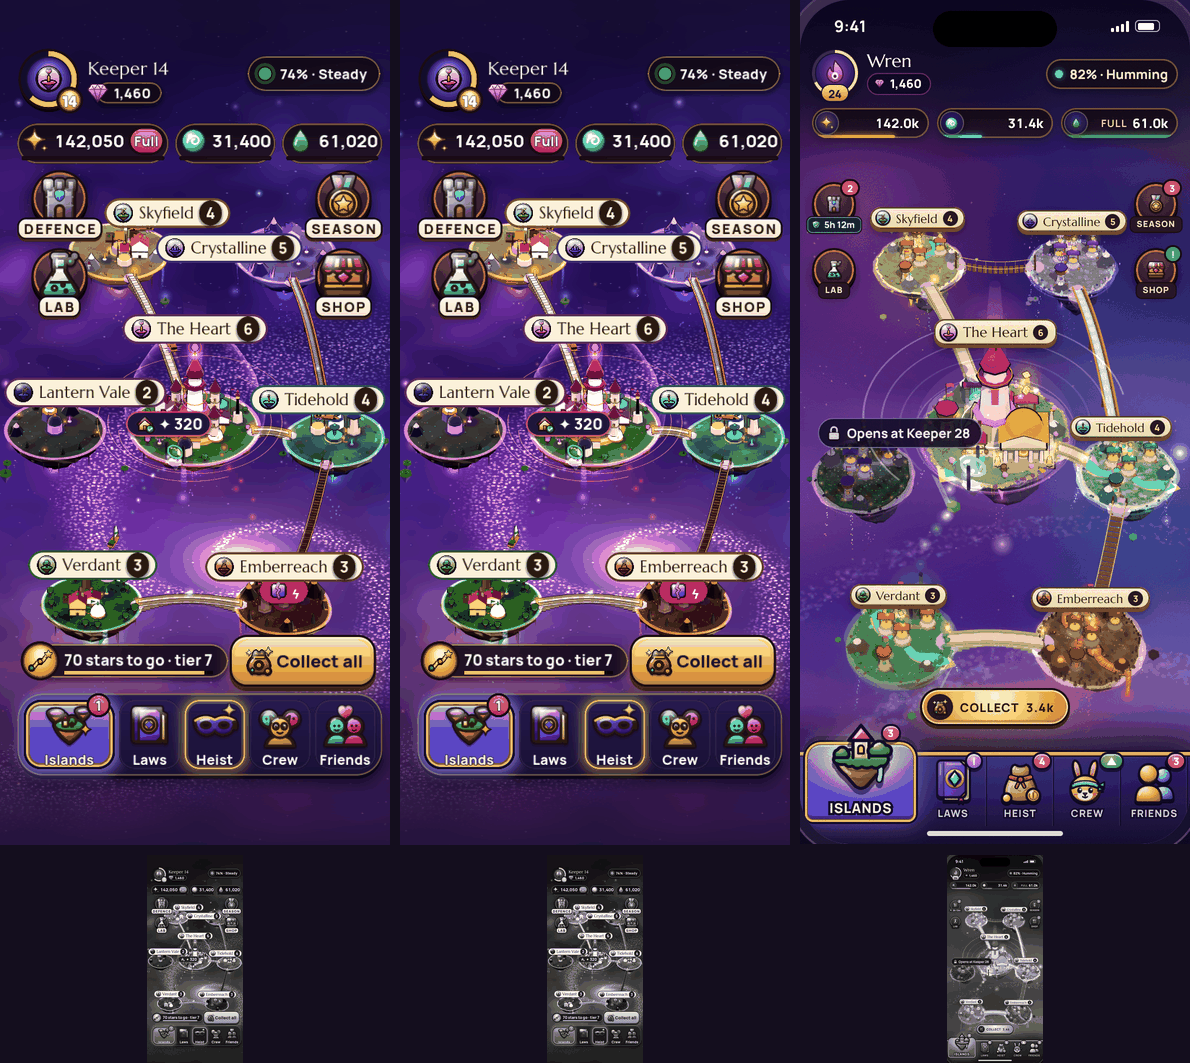 Keeper 14
14
1,460
74% · Steady
142,050 Full
31,400
61,020
Skyfield 4
DEFENCE
SEASON
Crystalline 5
LAB
SHOP
The Heart 6
Lantern Vale 2
Tidehold 4
320
Verdant 3
Emberreach 3
70 stars to go · tier 7
Collect all
1
Islands
Laws
Heist
Crew
Friends
Keeper 14
14
1,460
74% · Steady
142,050 Full
31,400
61,020
Skyfield 4
DEFENCE
SEASON
Crystalline 5
LAB
SHOP
The Heart 6
Lantern Vale 2
Tidehold 4
320
Verdant 3
Emberreach 3
70 stars to go · tier 7
Collect all
1
Islands
Laws
Heist
Crew
Friends
9:41
Wren
24
1,460
82% · Humming
142.0k
31.4k
FULL 61.0k
2
3
5h 12m
Skyfield 4
Crystalline 5
SEASON
!
LAB
SHOP
The Heart 6
Opens at Keeper 28
Tidehold 4
Verdant 3
Emberreach 3
COLLECT 3.4k
3
ISLANDS
1
LAWS
4
HEIST
CREW
3
FRIENDS